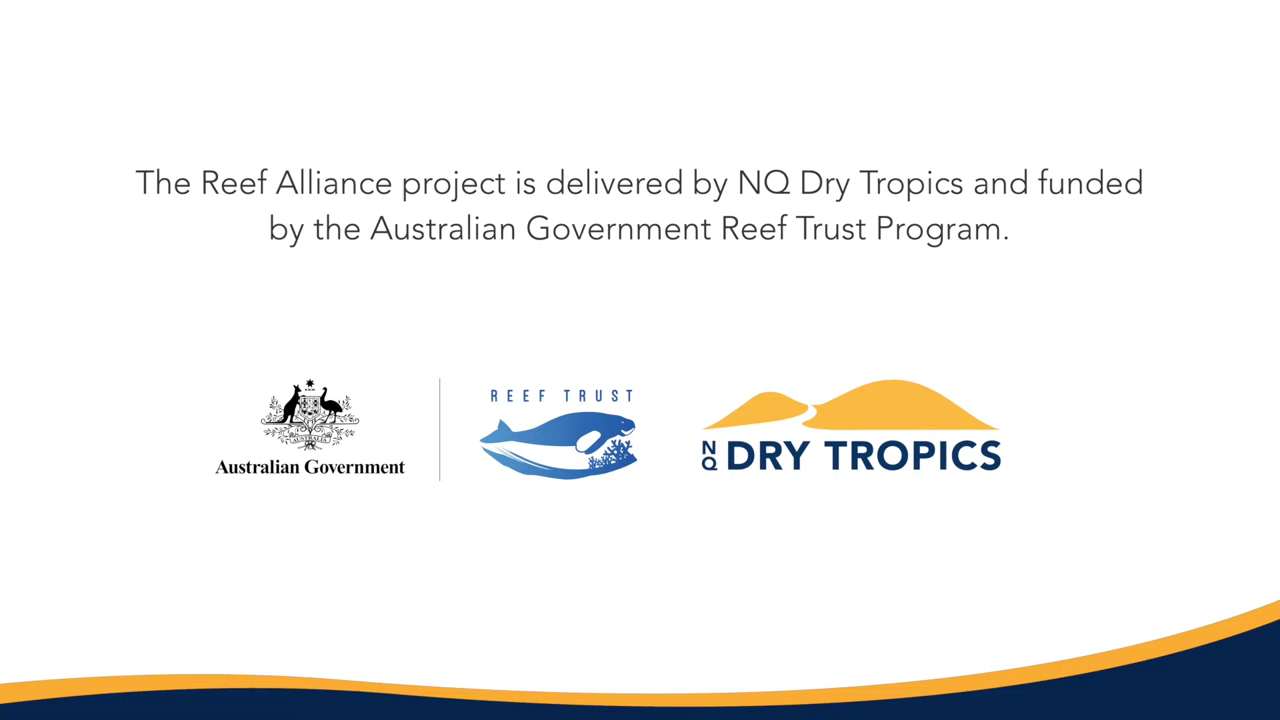 The Reef Alliance project is delivered by NQ Dry Tropics and funded
by the Australian Government Reef Trust Program.
AUSTRALIA
Australian Government
REEF TRUST
NQ DRY TROPICS